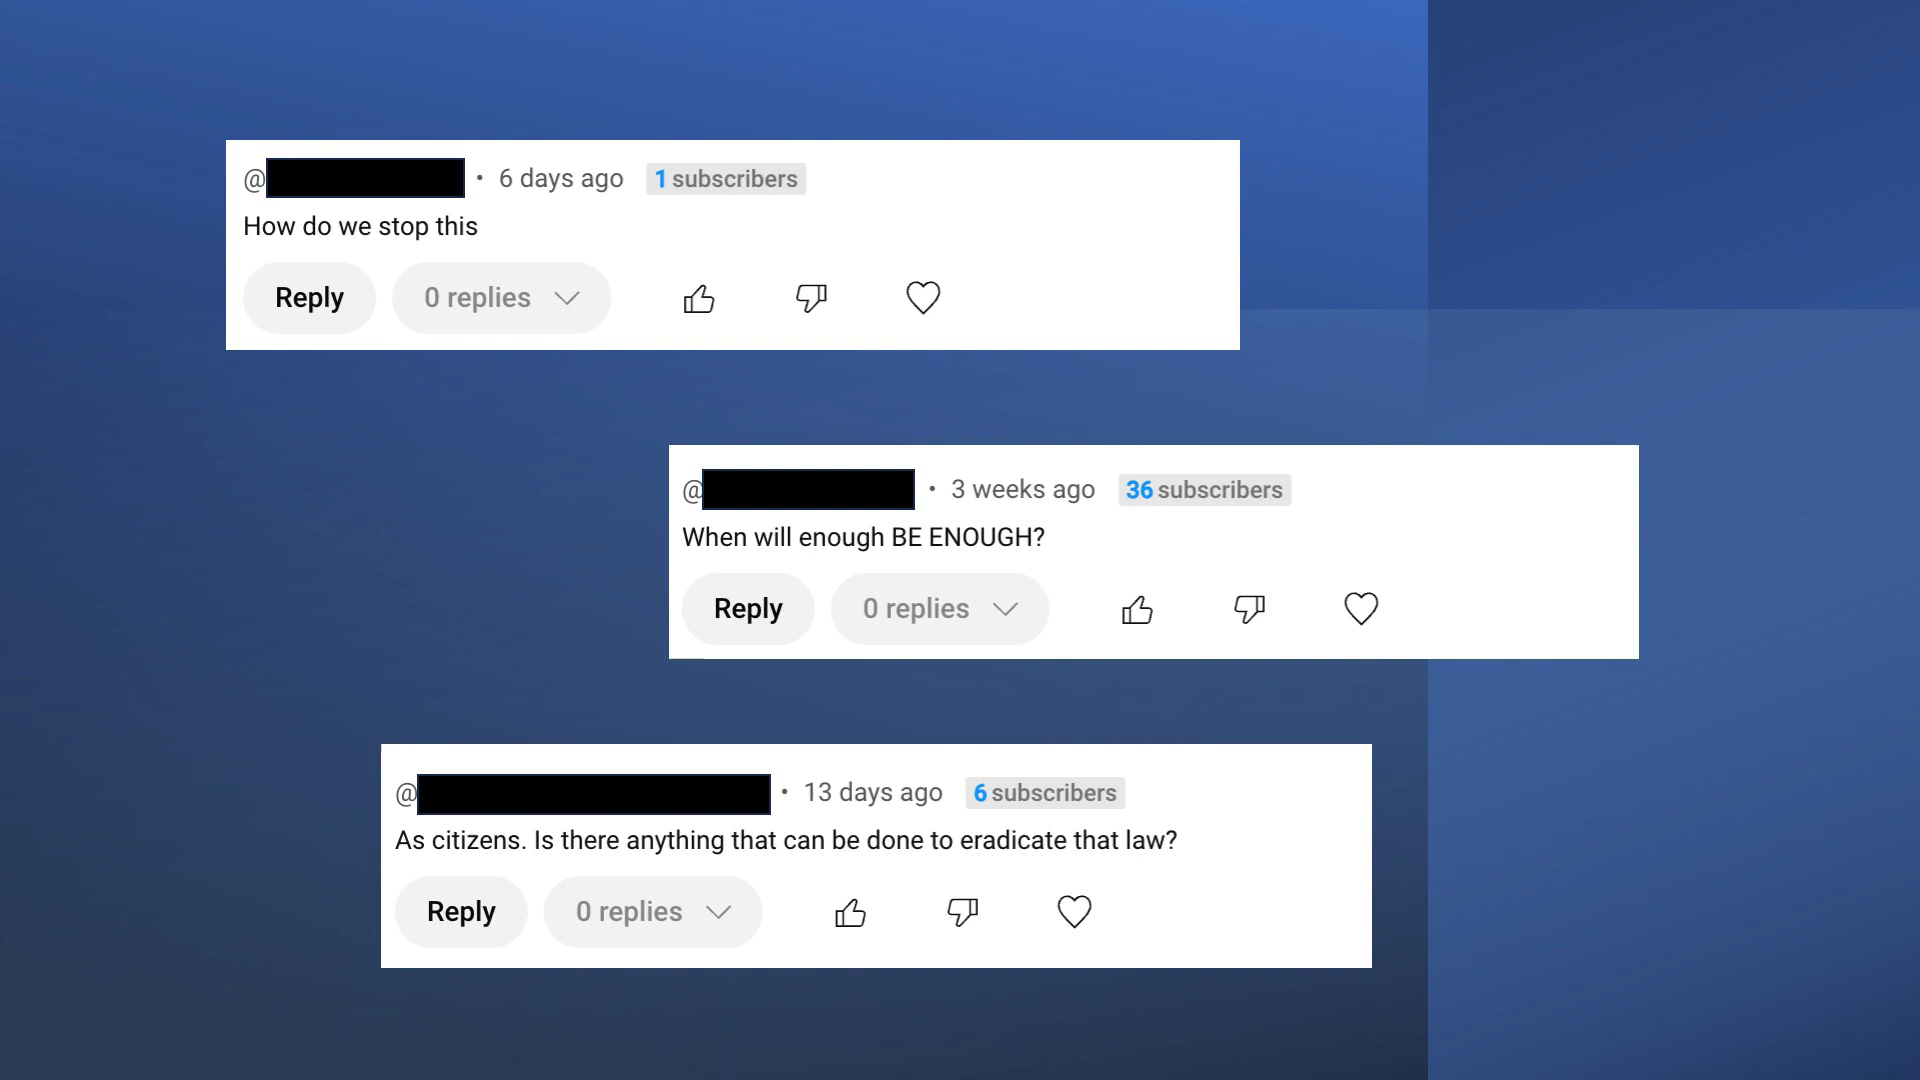 @ • 6 days ago 1 subscribers
How do we stop this
Reply 0 replies
@ • 3 weeks ago 36 subscribers
When will enough BE ENOUGH?
Reply 0 replies
@ • 13 days ago 6 subscribers
As citizens. Is there anything that can be done to eradicate that law?
Reply 0 replies